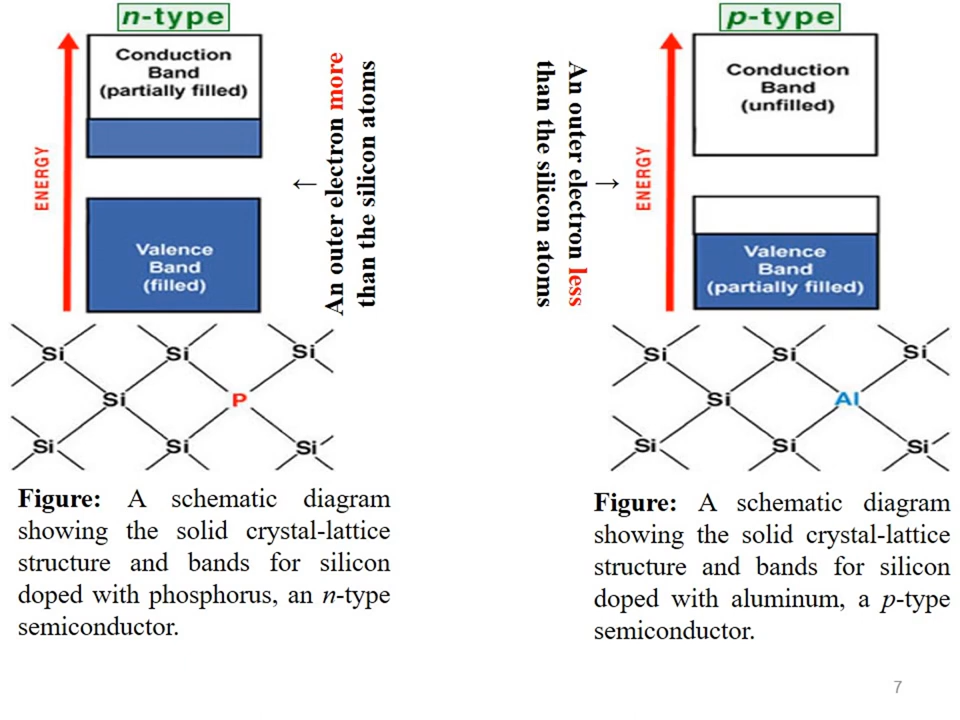 n-type
Conduction
Band
(partially filled)
ENERGY
Valence
Band
(filled)
← An outer electron more
than the silicon atoms
Si
Si
Si
Si
P
Si
Si
Si
Figure: A schematic diagram
showing the solid crystal-lattice
structure and bands for silicon
doped with phosphorus, an n-type
semiconductor.
p-type
An outer electron less →
than the silicon atoms
ENERGY
Conduction
Band
(unfilled)
Valence
Band
(partially filled)
Si
Si
Si
Si
Al
Si
Si
Si
Figure: A schematic diagram
showing the solid crystal-lattice
structure and bands for silicon
doped with aluminum, a p-type
semiconductor.
7